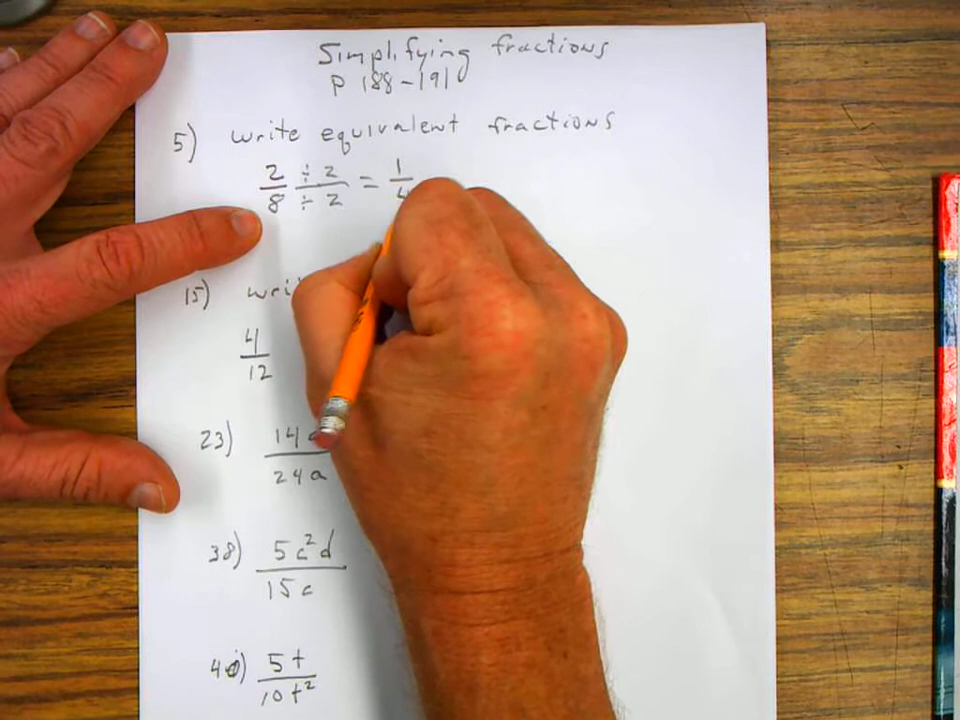 Simplifying fractions
P 188-191
5) write equivalent fractions
2/8 ÷ 2/÷ 2 = 1/4
15)
4/12
23) 14/24a
38) 5c²d/15c
40) 5t/10t²